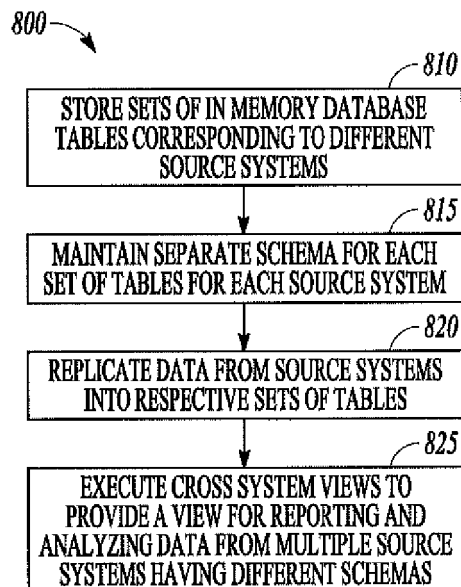 800
810
STORE SETS OF IN MEMORY DATABASE
TABLES CORRESPONDING TO DIFFERENT
SOURCE SYSTEMS
815
MAINTAIN SEPARATE SCHEMA FOR EACH
SET OF TABLES FOR EACH SOURCE SYSTEM
820
REPLICATE DATA FROM SOURCE SYSTEMS
INTO RESPECTIVE SETS OF TABLES
825
EXECUTE CROSS SYSTEM VIEWS TO
PROVIDE A VIEW FOR REPORTING AND
ANALYZING DATA FROM MULTIPLE SOURCE
SYSTEMS HAVING DIFFERENT SCHEMAS